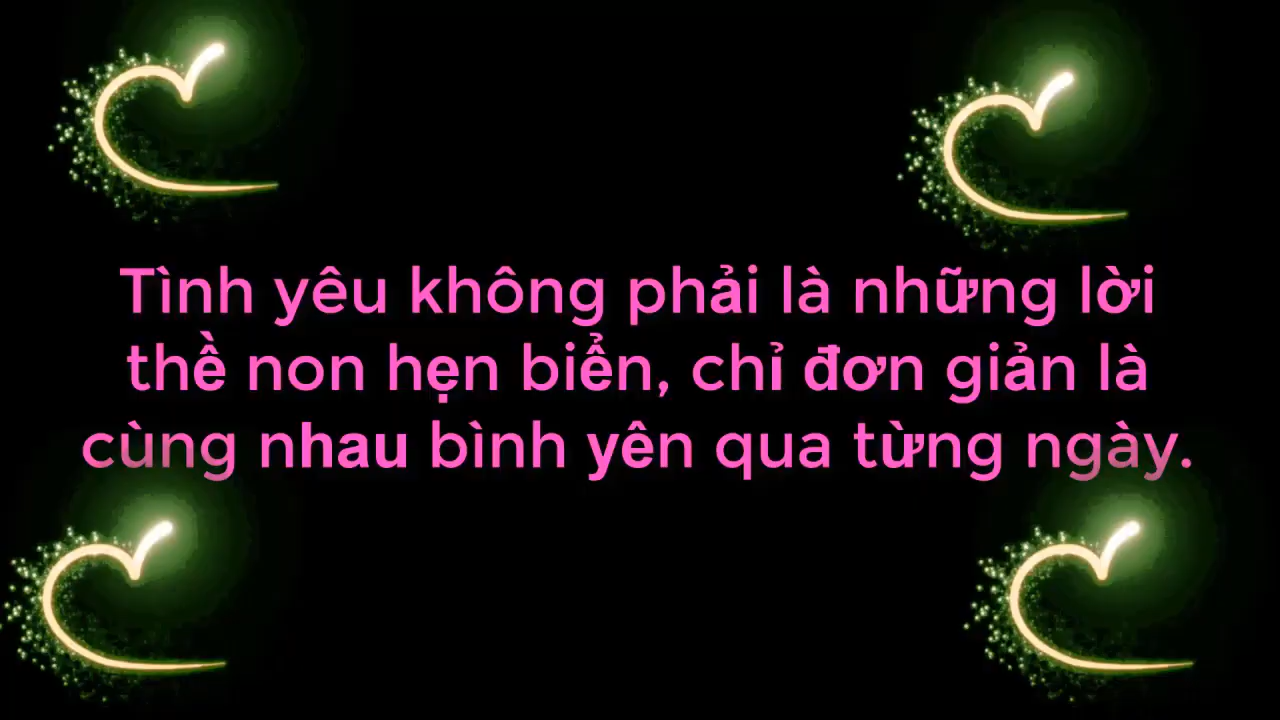 Tình yêu không phải là những lời
thề non hẹn biển, chỉ đơn giản là
cùng nhau bình yên qua từng ngày.